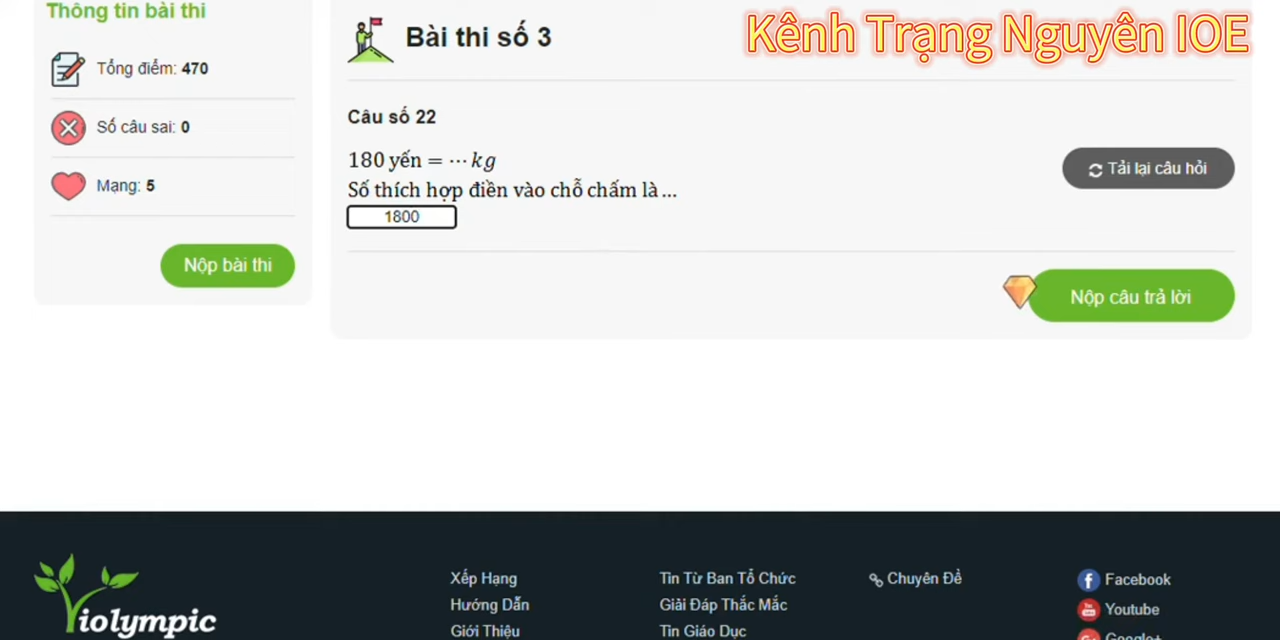 Thông tin bài thi
Tổng điểm: 470
Số câu sai: 0
Mạng: 5
Nộp bài thi
Bài thi số 3
Kênh Trạng Nguyên IOE
Câu số 22
180 yến = ⋯ kg
Số thích hợp điền vào chỗ chấm là ...
1800
Tải lại câu hỏi
Nộp câu trả lời
Violympic
Xếp Hạng
Hướng Dẫn
Giới Thiệu
Tin Từ Ban Tổ Chức
Giải Đáp Thắc Mắc
Tin Giáo Dục
Chuyên Đề
Facebook
Youtube
Google+